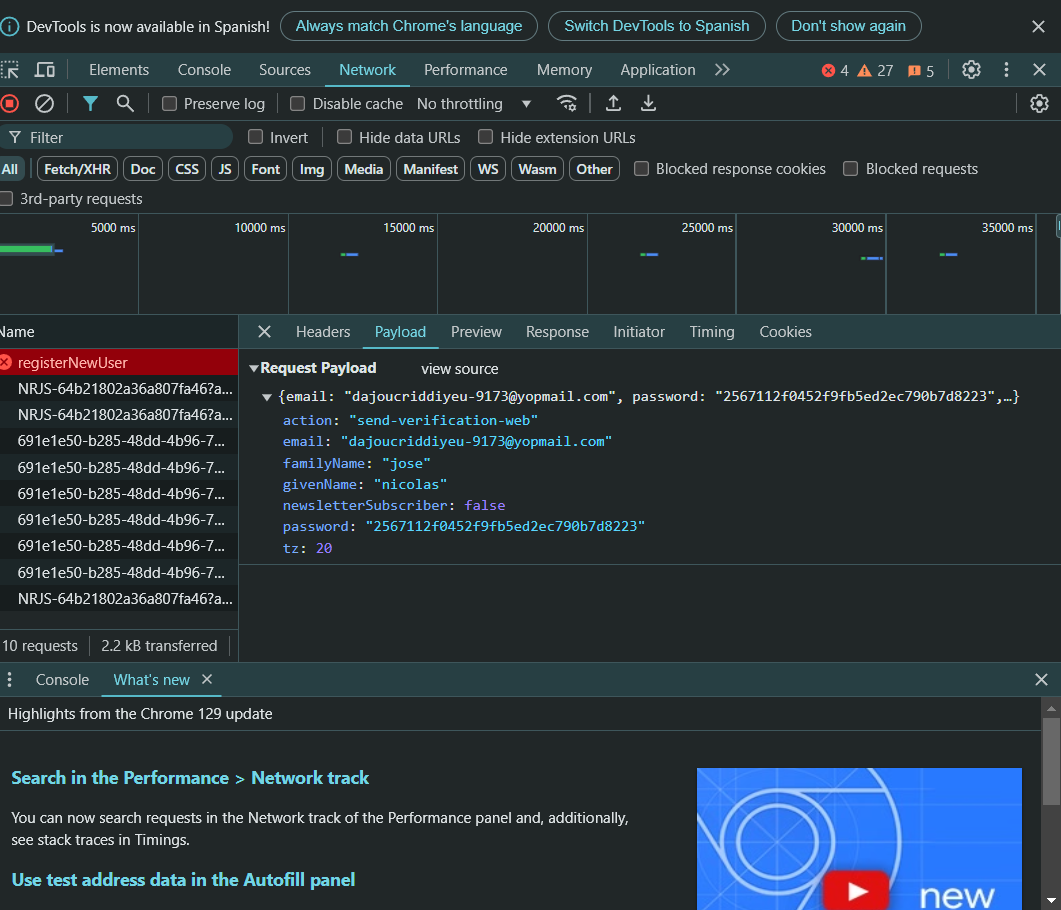 DevTools is now available in Spanish! Always match Chrome's language Switch DevTools to Spanish Don't show again
Elements Console Sources Network Performance Memory Application 4 27 5
Preserve log Disable cache No throttling
Filter Invert Hide data URLs Hide extension URLs
All Fetch/XHR Doc CSS JS Font Img Media Manifest WS Wasm Other Blocked response cookies Blocked requests
3rd-party requests
5000 ms 10000 ms 15000 ms 20000 ms 25000 ms 30000 ms 35000 ms
Name
registerNewUser
NRJS-64b21802a36a807fa46?a...
NRJS-64b21802a36a807fa46?a...
691e1e50-b285-48dd-4b96-7...
691e1e50-b285-48dd-4b96-7...
691e1e50-b285-48dd-4b96-7...
691e1e50-b285-48dd-4b96-7...
691e1e50-b285-48dd-4b96-7...
691e1e50-b285-48dd-4b96-7...
NRJS-64b21802a36a807fa46?a...
10 requests 2.2 kB transferred
Headers Payload Preview Response Initiator Timing Cookies
Request Payload view source
{email: "dajoucriddiyeu-9173@yopmail.com", password: "2567112f0452f9fb5ed2ec790b7d8223",…}
action: "send-verification-web"
email: "dajoucriddiyeu-9173@yopmail.com"
familyName: "jose"
givenName: "nicolas"
newsletterSubscriber: false
password: "2567112f0452f9fb5ed2ec790b7d8223"
tz: 20
Console What's new
Highlights from the Chrome 129 update
Search in the Performance > Network track
You can now search requests in the Network track of the Performance panel and, additionally,
see stack traces in Timings.
Use test address data in the Autofill panel
new